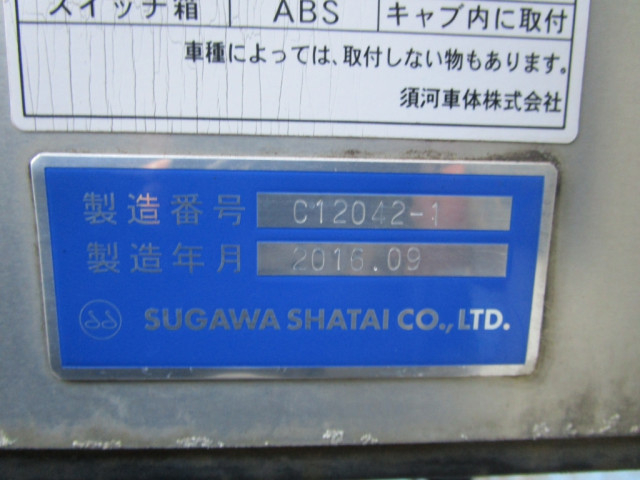 スイッチ箱 ABS キャブ内に取付
車種によっては、取付しない物もあります。
須河車体株式会社
製造番号 C12042-1
製造年月 2016.09
SUGAWA SHATAI CO., LTD.